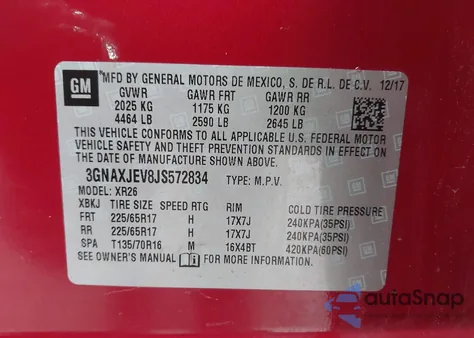 GM
*MFD BY GENERAL MOTORS DE MEXICO, S. DE R.L. DE C.V. 12/17
GVWR GAWR FRT GAWR RR
2025 KG 1175 KG 1200 KG
4464 LB 2590 LB 2645 LB
THIS VEHICLE CONFORMS TO ALL APPLICABLE U.S. FEDERAL MOTOR
VEHICLE SAFETY AND THEFT PREVENTION STANDARDS IN EFFECT ON
THE DATE OF MANUFACTURE SHOWN ABOVE.
3GNAXJEV8JS572834 TYPE: M.P.V.
MODEL: XR26
XBKJ TIRE SIZE SPEED RTG RIM COLD TIRE PRESSURE
FRT 225/65R17 H 17X7J 240KPA(35PSI)
RR 225/65R17 H 17X7J 240KPA(35PSI)
SPA T135/70R16 M 16X4BT 420KPA(60PSI)
SEE OWNER'S MANUAL FOR MORE INFORMATION
autoSnap